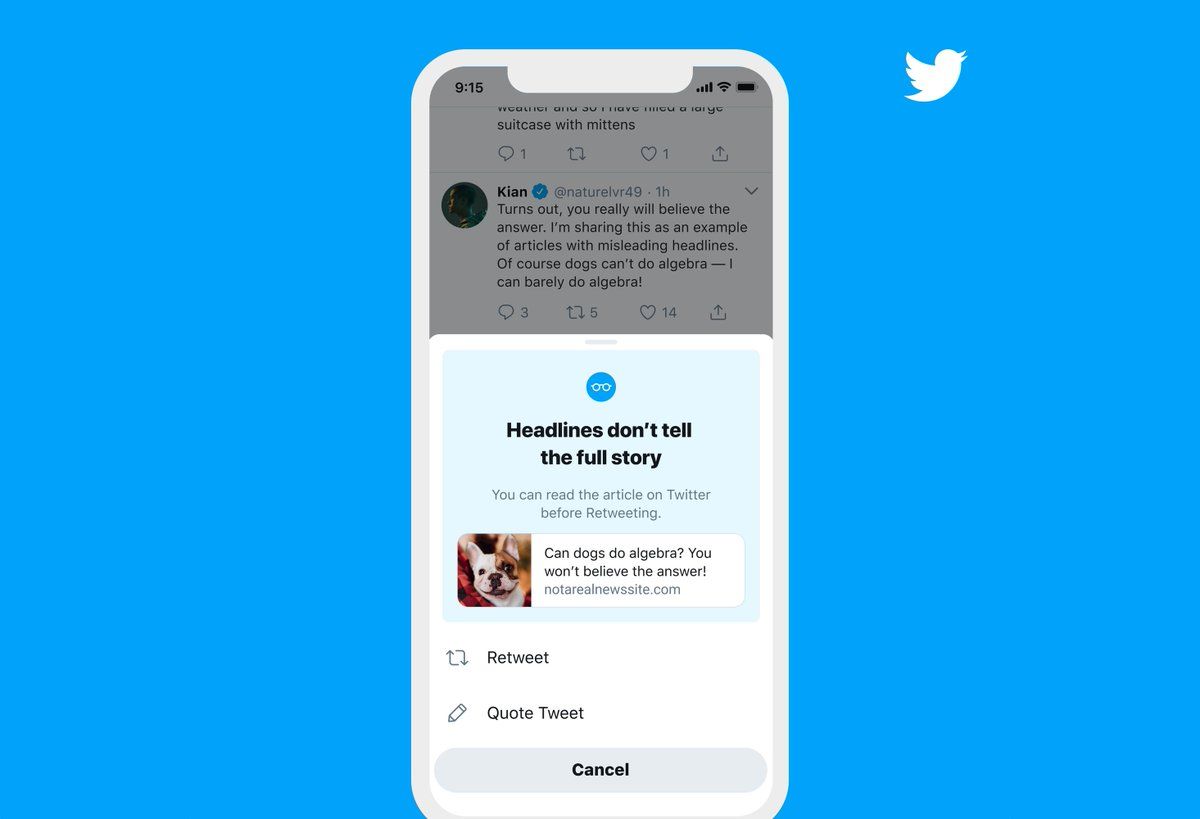 9:15
weather and so I have filled a large
suitcase with mittens
1
1
Kian @naturelvr49 · 1h
Turns out, you really will believe the
answer. I’m sharing this as an example
of articles with misleading headlines.
Of course dogs can’t do algebra — I
can barely do algebra!
3
5
14
Headlines don’t tell
the full story
You can read the article on Twitter
before Retweeting.
Can dogs do algebra? You
won’t believe the answer!
notarealnewssite.com
Retweet
Quote Tweet
Cancel